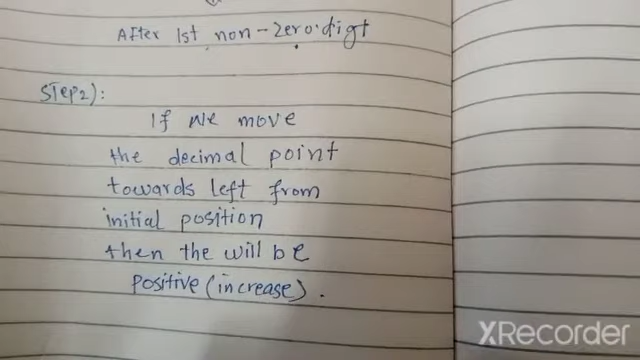 After 1st non-zero.digt
Step2):
If we move
the decimal point
towards left from
initial position
then the will be
positive (increase).
XRecorder